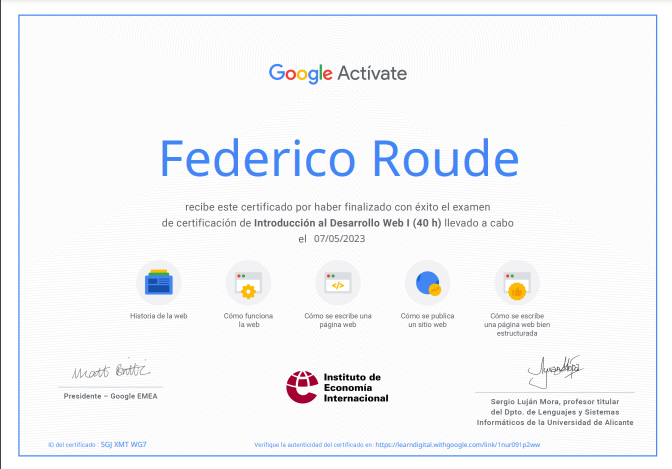 Google Actívate
Federico Roude
recibe este certificado por haber finalizado con éxito el examen
de certificación de Introducción al Desarrollo Web I (40 h) llevado a cabo
el 07/05/2023
Historia de la web
Cómo funciona
la web
</>
Cómo se escribe una
página web
Cómo se publica
un sitio web
Cómo se escribe
una página web bien
estructurada
Matt Brittin
Presidente – Google EMEA
Instituto de
Economía
Internacional
Sergio Luján Mora, profesor titular
del Dpto. de Lenguajes y Sistemas
Informáticos de la Universidad de Alicante
ID del certificado : 5GJ XMT WG7
Verifique la autenticidad del certificado en: https://learndigital.withgoogle.com/link/1nur091p2ww